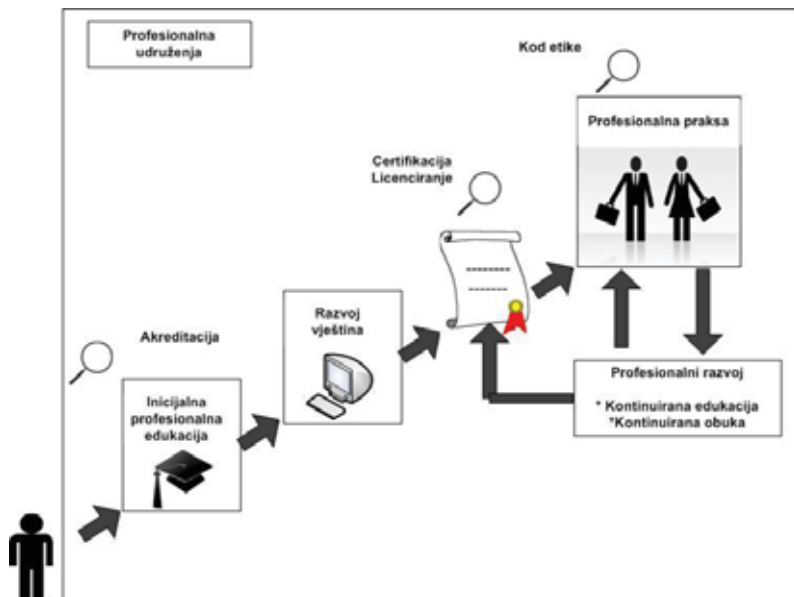 Profesionalna
udruženja
Kod etike
Profesionalna praksa
Certifikacija
Licenciranje
Razvoj
vještina
Akreditacija
Inicijalna
profesionalna
edukacija
Profesionalni razvoj
* Kontinuirana edukacija
*Kontinuirana obuka